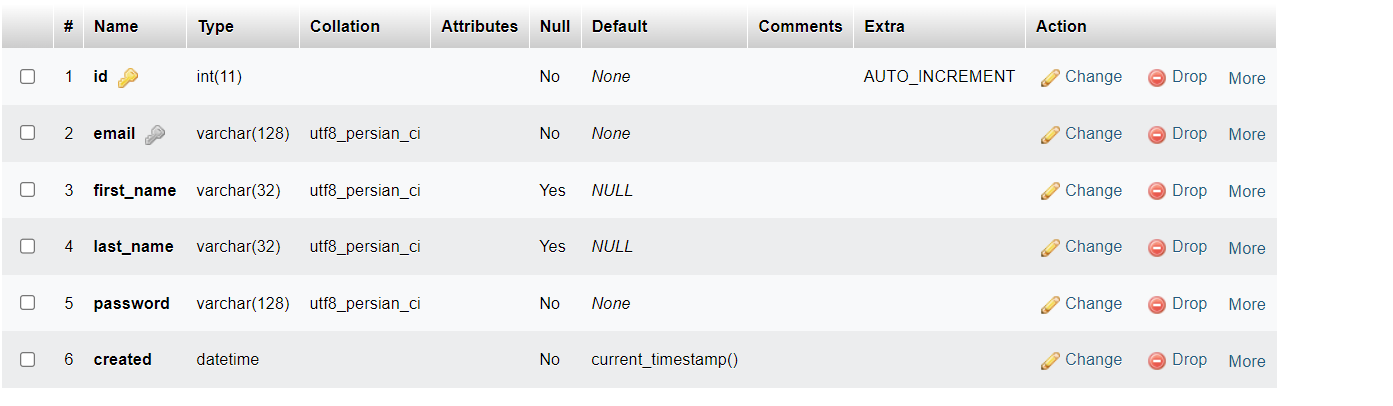 # Name Type Collation Attributes Null Default Comments Extra Action
1 id int(11) No None AUTO_INCREMENT Change Drop More
2 email varchar(128) utf8_persian_ci No None Change Drop More
3 first_name varchar(32) utf8_persian_ci Yes NULL Change Drop More
4 last_name varchar(32) utf8_persian_ci Yes NULL Change Drop More
5 password varchar(128) utf8_persian_ci No None Change Drop More
6 created datetime No current_timestamp() Change Drop More